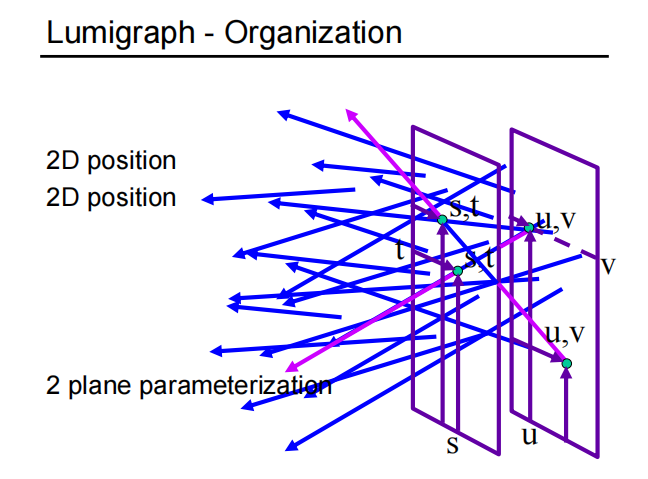 Lumigraph - Organization
2D position
2D position
s,t
u,v
t
s,t
v
u,v
2 plane parameterization
u
s